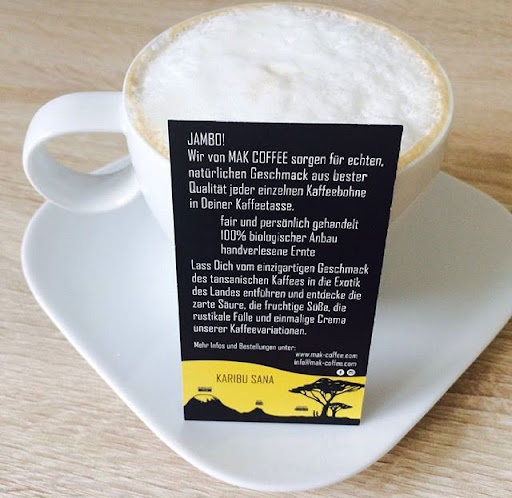 JAMBO!
Wir von MAK COFFEE sorgen für echten,
natürlichen Geschmack aus bester
Qualität jeder einzelnen Kaffeebohne
in Deiner Kaffeetasse.
fair und persönlich gehandelt
100% biologischer Anbau
handverlesene Ernte
Lass Dich vom einzigartigen Geschmack
des tansanischen Kaffees in die Exotik
des Landes entführen und entdecke die
zarte Säure, die fruchtige Süße, die
rustikale Fülle und einmalige Crema
unserer Kaffeevariationen.
Mehr Infos und Bestellungen unter:
www.mak-coffee.com
info@mak-coffee.com
KARIBU SANA